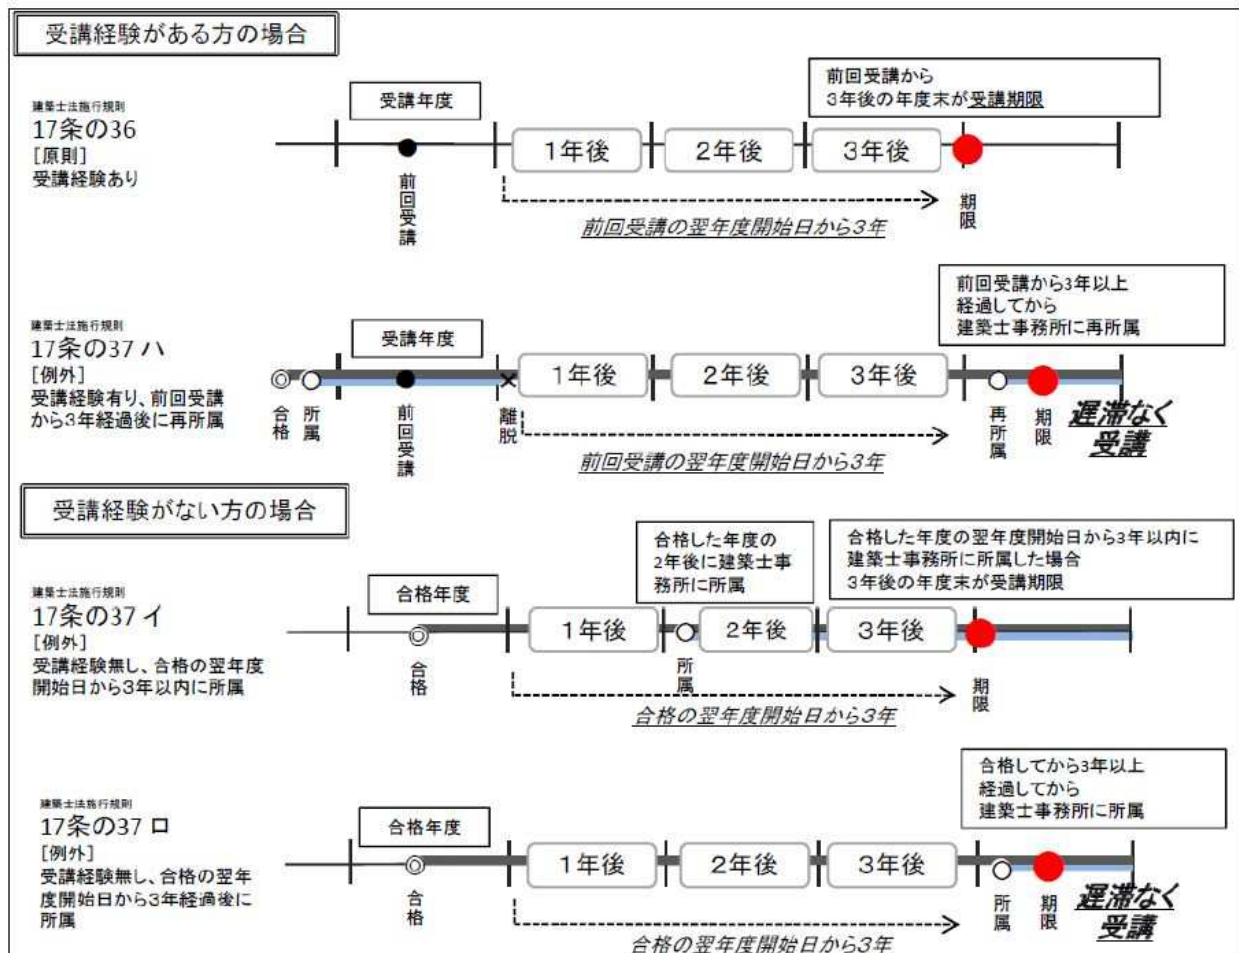 受講経験がある方の場合
建築士法施行規則
17条の36
[原則]
受講経験あり
受講年度
前回受講から
3年後の年度末が受講期限
1年後
2年後
3年後
前回受講
期限
前回受講の翌年度開始日から3年
建築士法施行規則
17条の37 ハ
[例外]
受講経験有り、前回受講
から3年経過後に再所属
受講年度
前回受講から3年以上
経過してから
建築士事務所に再所属
1年後
2年後
3年後
合格
所属
前回受講
離脱
再所属
期限
遅滞なく
受講
前回受講の翌年度開始日から3年
受講経験がない方の場合
建築士法施行規則
17条の37 イ
[例外]
受講経験無し、合格の翌年度
開始日から3年以内に所属
合格年度
合格した年度の
2年後に建築士事
務所に所属
合格した年度の翌年度開始日から3年以内に
建築士事務所に所属した場合
3年後の年度末が受講期限
1年後
2年後
3年後
合格
所属
期限
合格の翌年度開始日から3年
建築士法施行規則
17条の37 ロ
[例外]
受講経験無し、合格の翌年
度開始日から3年経過後に
所属
合格年度
合格してから3年以上
経過してから
建築士事務所に所属
1年後
2年後
3年後
合格
所属
期限
遅滞なく
受講
合格の翌年度開始日から3年